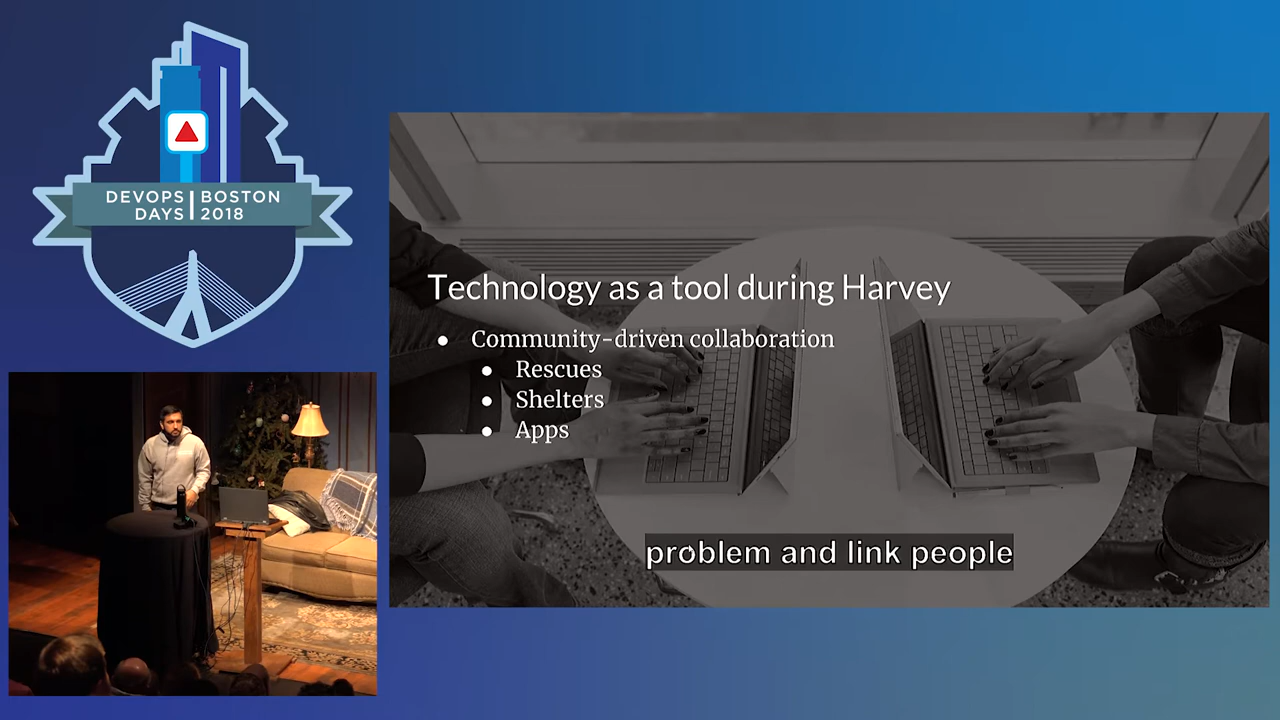 DEVOPS BOSTON
DAYS 2018
Technology as a tool during Harvey
● Community-driven collaboration
● Rescues
● Shelters
● Apps
problem and link people